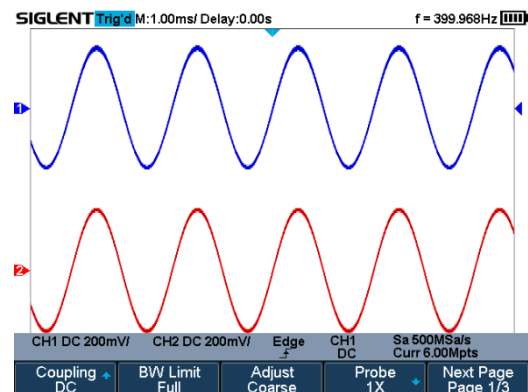 SIGLENT Trig'd M:1.00ms/ Delay:0.00s f = 399.968Hz
1
2
CH1 DC 200mV/ CH2 DC 200mV/ Edge CH1 Sa 500MSa/s
DC Curr 6.00Mpts
Coupling BW Limit Adjust Probe Next Page
DC Full Coarse 1X Page 1/3